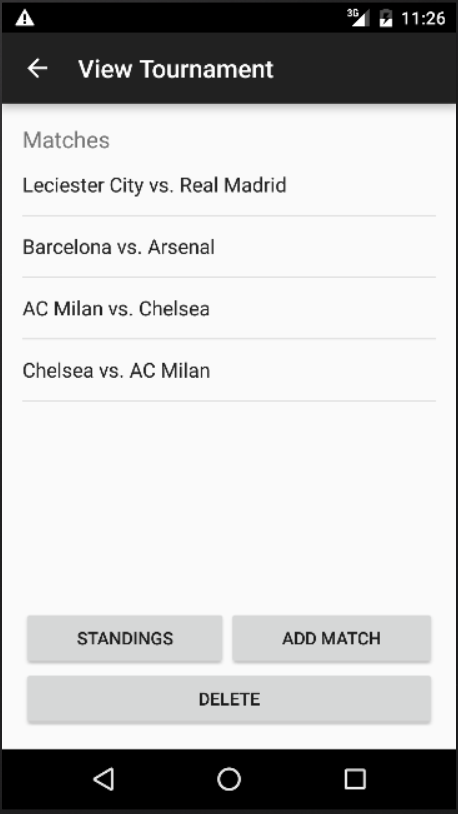 3G 11:26
View Tournament
Matches
Leciester City vs. Real Madrid
Barcelona vs. Arsenal
AC Milan vs. Chelsea
Chelsea vs. AC Milan
STANDINGS ADD MATCH
DELETE